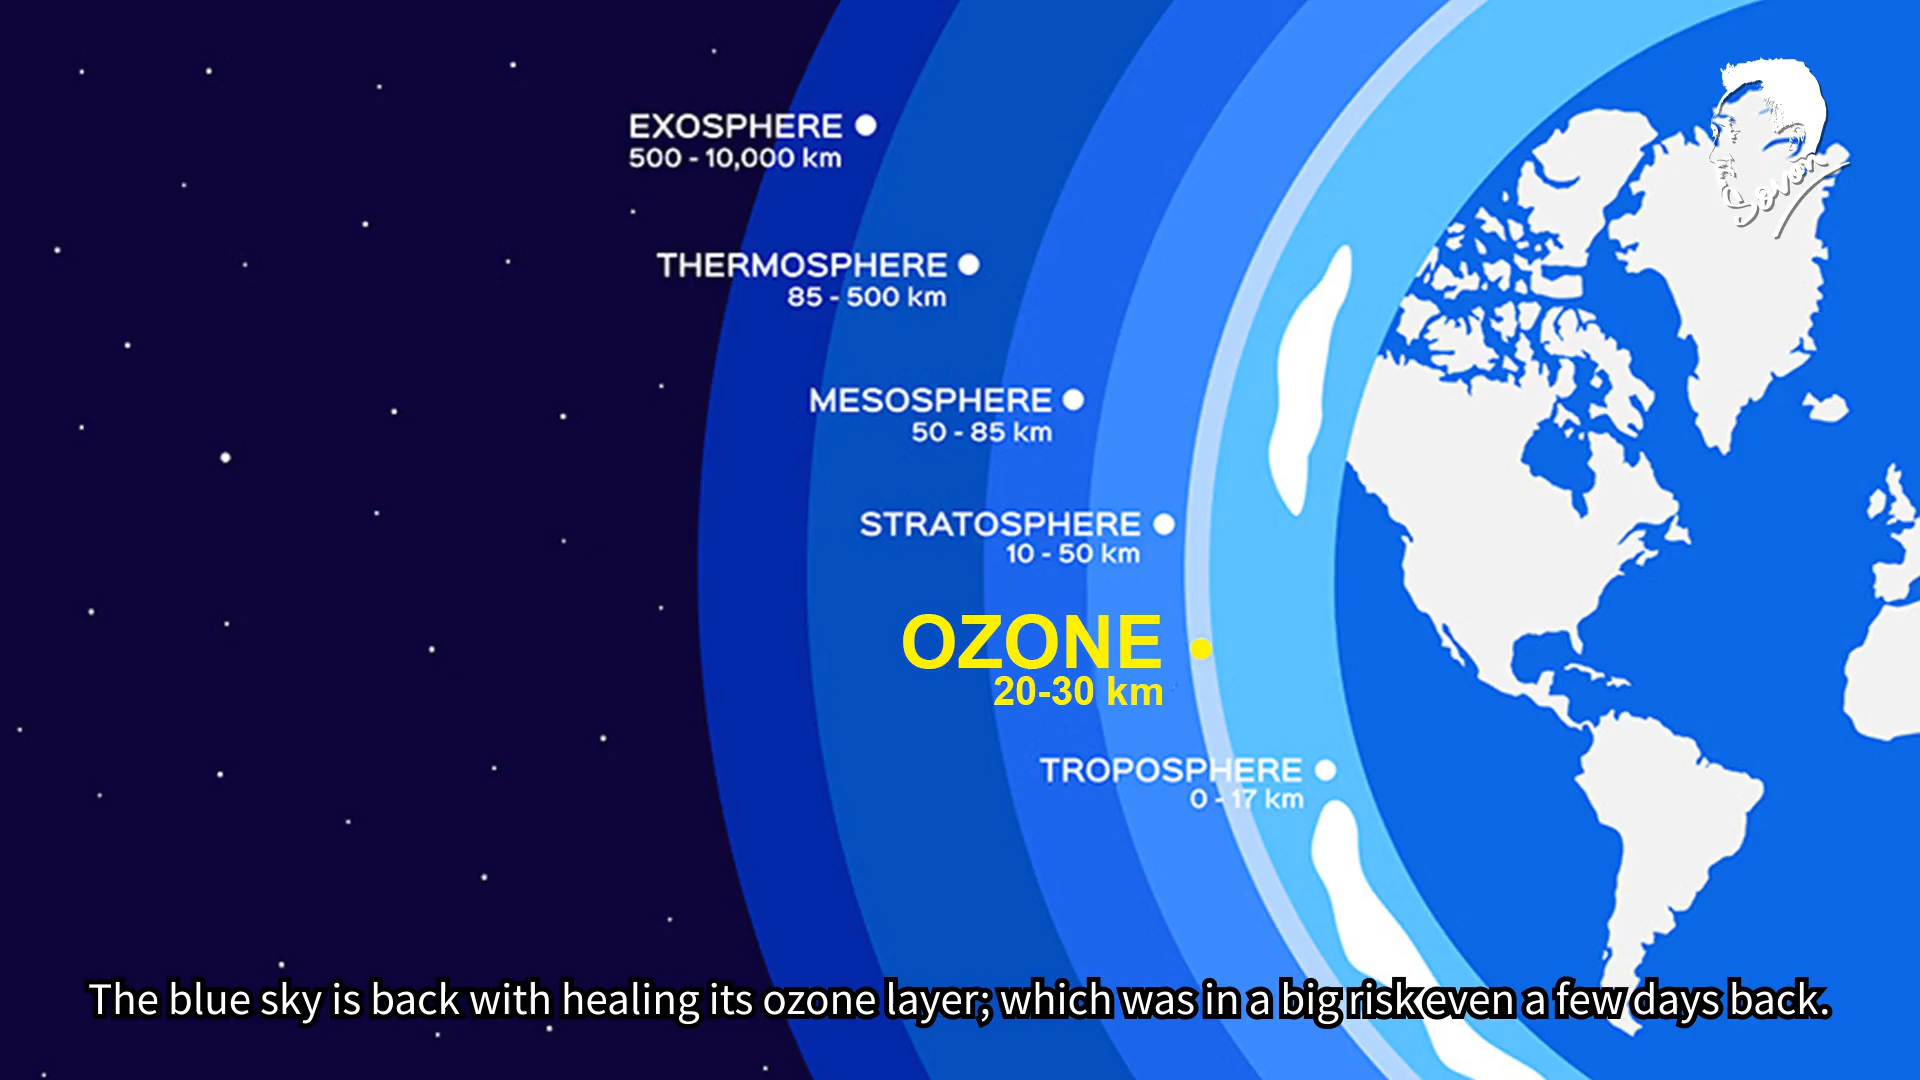 EXOSPHERE
500 - 10,000 km
THERMOSPHERE
85 - 500 km
MESOSPHERE
50 - 85 km
STRATOSPHERE
10 - 50 km
OZONE
20-30 km
TROPOSPHERE
0 - 17 km
Sovan
The blue sky is back with healing its ozone layer; which was in a big risk even a few days back.